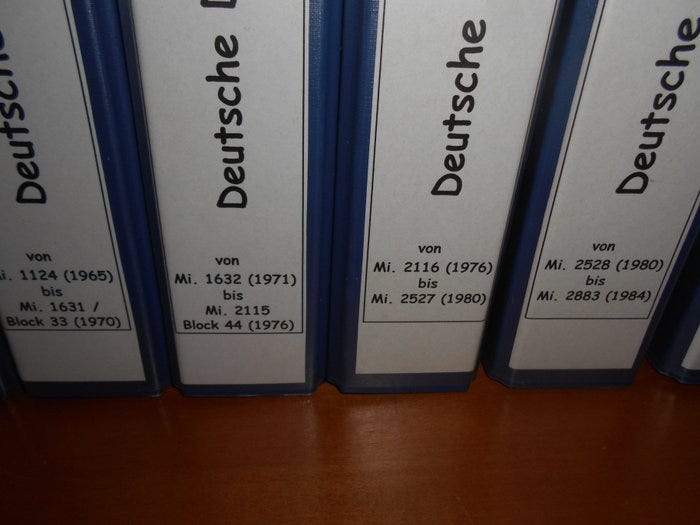 Deutsche
von
Mi. 1124 (1965)
bis
Mi. 1631 /
Block 33 (1970)
Deutsche D
von
Mi. 1632 (1971)
bis
Mi. 2115
Block 44 (1976)
Deutsche
von
Mi. 2116 (1976)
bis
Mi. 2527 (1980)
Deutsche
von
Mi. 2528 (1980)
bis
Mi. 2883 (1984)